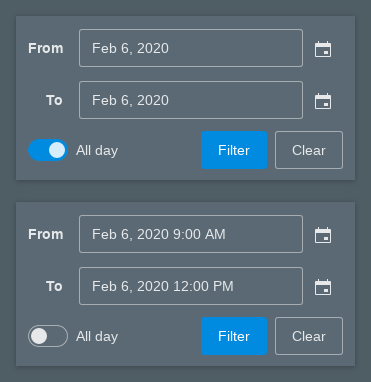 From Feb 6, 2020
To Feb 6, 2020
All day Filter Clear
From Feb 6, 2020 9:00 AM
To Feb 6, 2020 12:00 PM
All day Filter Clear